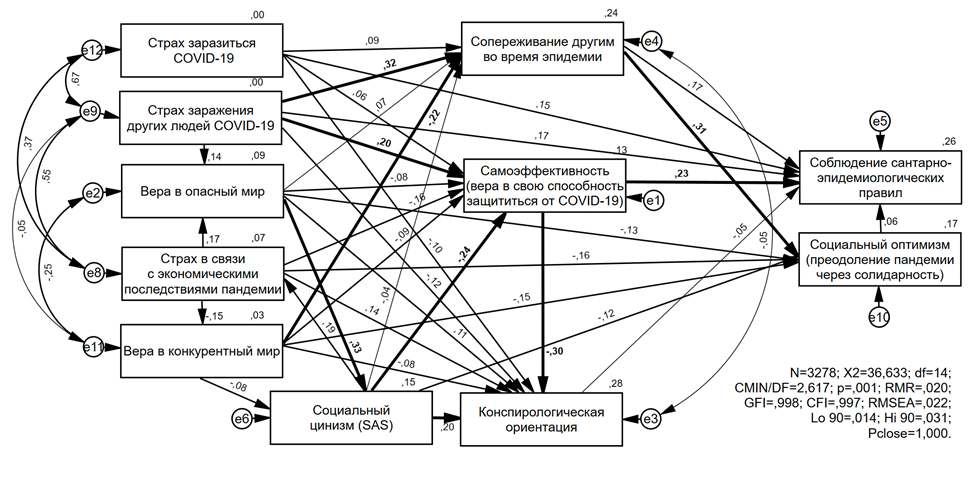 ,00
,24
e12
Страх заразиться
COVID-19
,09
Сопереживание другим
во время эпидемии
e4
,67
,00
,32
e9
Страх заражения
других людей COVID-19
,06
,07
,17
,15
-,22
,31
e5
,37
,55
,14
,09
,20
,17
,13
,26
Самоэффективность
(вера в свою способность
защититься от COVID-19)
Соблюдение сантарно-
эпидемиологических
правил
e2
Вера в опасный мир
-,08
,23
-,16
e1
-,05
,17
,07
-,09
-,10
-,13
-,05
-,05
,06
,17
e8
Страх в связи
с экономическими
последствиями пандемии
-,24
-,16
Социальный оптимизм
(преодоление пандемии
через солидарность)
-,25
-,04
-,12
-,15
,03
,19
,14
-,15
-,12
e10
e11
Вера в конкурентный мир
,33
,11
-,30
-,08
-,08
,15
,28
e6
Социальный
цинизм (SAS)
,20
Конспирологическая
ориентация
e3
N=3278; X2=36,633; df=14;
CMIN/DF=2,617; p=,001; RMR=,020;
GFI=,998; CFI=,997; RMSEA=,022;
Lo 90=,014; Hi 90=,031;
Pclose=1,000.